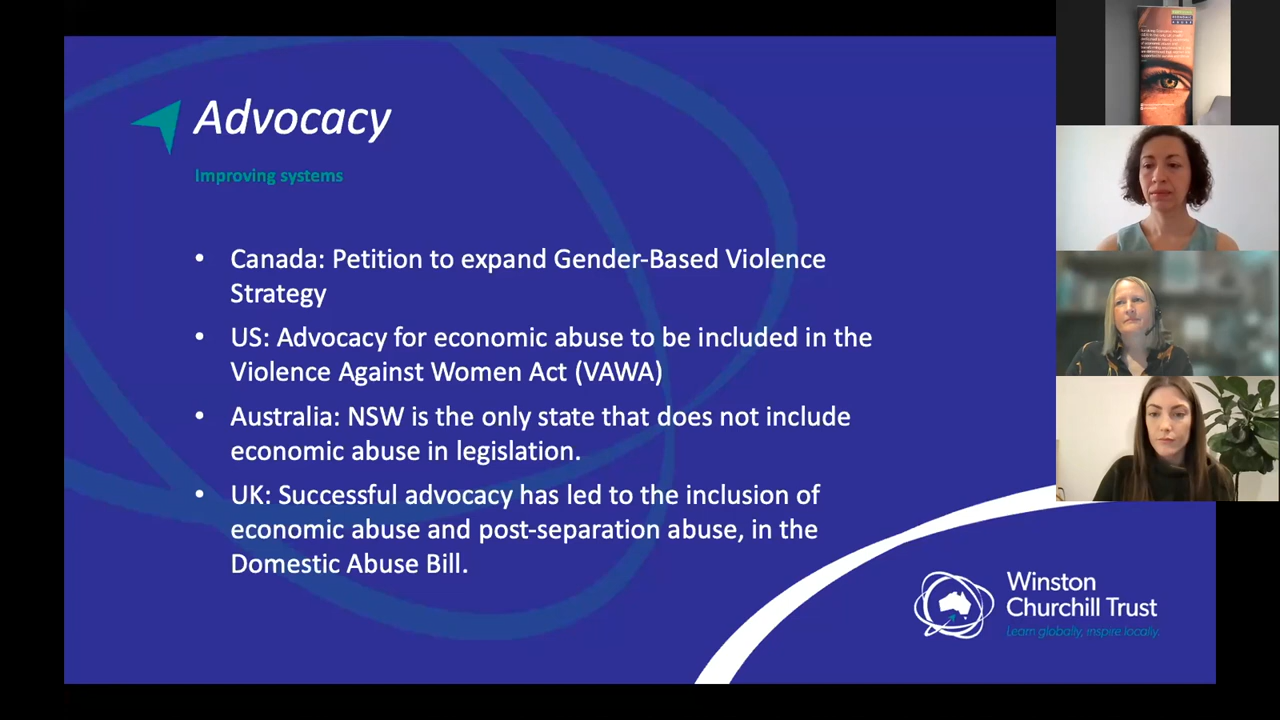 Advocacy
Improving systems
• Canada: Petition to expand Gender-Based Violence
Strategy
• US: Advocacy for economic abuse to be included in the
Violence Against Women Act (VAWA)
• Australia: NSW is the only state that does not include
economic abuse in legislation.
• UK: Successful advocacy has led to the inclusion of
economic abuse and post-separation abuse, in the
Domestic Abuse Bill.
Winston
Churchill Trust
Learn globally, inspire locally.